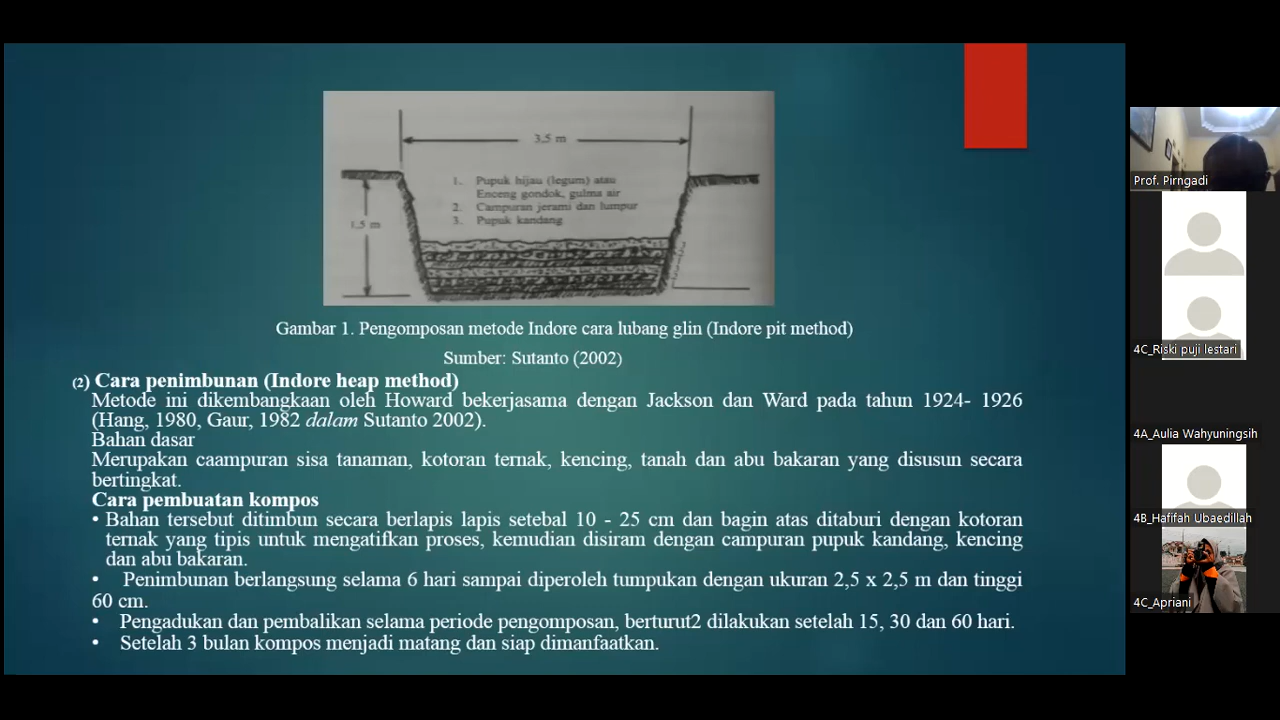 3,5 m
1. Pupuk hijau (legum) atau
Enceng gondok, gulma air
2. Campuran jerami dan lumpur
3. Pupuk kandang
1,5 m
Gambar 1. Pengomposan metode Indore cara lubang glin (Indore pit method)
Sumber: Sutanto (2002)
(2) Cara penimbunan (Indore heap method)
Metode ini dikembangkaan oleh Howard bekerjasama dengan Jackson dan Ward pada tahun 1924- 1926
(Hang, 1980, Gaur, 1982 dalam Sutanto 2002).
Bahan dasar
Merupakan caampuran sisa tanaman, kotoran ternak, kencing, tanah dan abu bakaran yang disusun secara
bertingkat.
Cara pembuatan kompos
• Bahan tersebut ditimbun secara berlapis lapis setebal 10 - 25 cm dan bagin atas ditaburi dengan kotoran
ternak yang tipis untuk mengatifkan proses, kemudian disiram dengan campuran pupuk kandang, kencing
dan abu bakaran.
• Penimbunan berlangsung selama 6 hari sampai diperoleh tumpukan dengan ukuran 2,5 x 2,5 m dan tinggi
60 cm.
• Pengadukan dan pembalikan selama periode pengomposan, berturut2 dilakukan setelah 15, 30 dan 60 hari.
• Setelah 3 bulan kompos menjadi matang dan siap dimanfaatkan.
Prof. Pirngadi
4C_Riski puji lestari
4A_Aulia Wahyuningsih
4B_Hafifah Ubaedillah
4C_Apriani